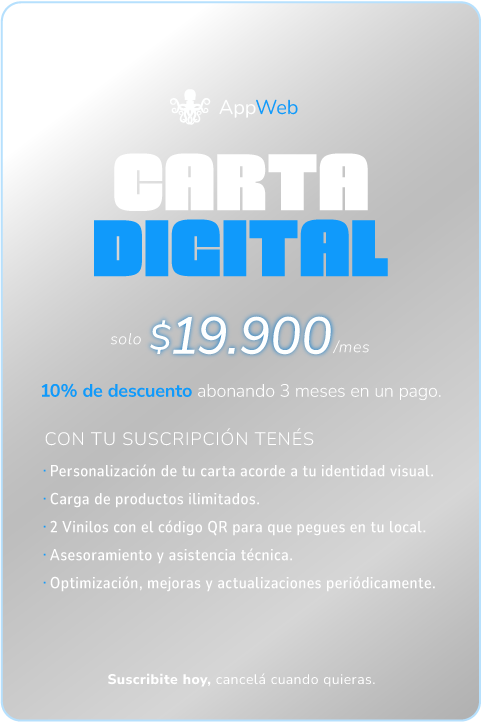 AppWeb
CARTA
DIGITAL
solo $19.900/mes
10% de descuento abonando 3 meses en un pago.
CON TU SUSCRIPCIÓN TENÉS
· Personalización de tu carta acorde a tu identidad visual.
· Carga de productos ilimitados.
· 2 Vinilos con el código QR para que pegues en tu local.
· Asesoramiento y asistencia técnica.
· Optimización, mejoras y actualizaciones periódicamente.
Suscribite hoy, cancelá cuando quieras.